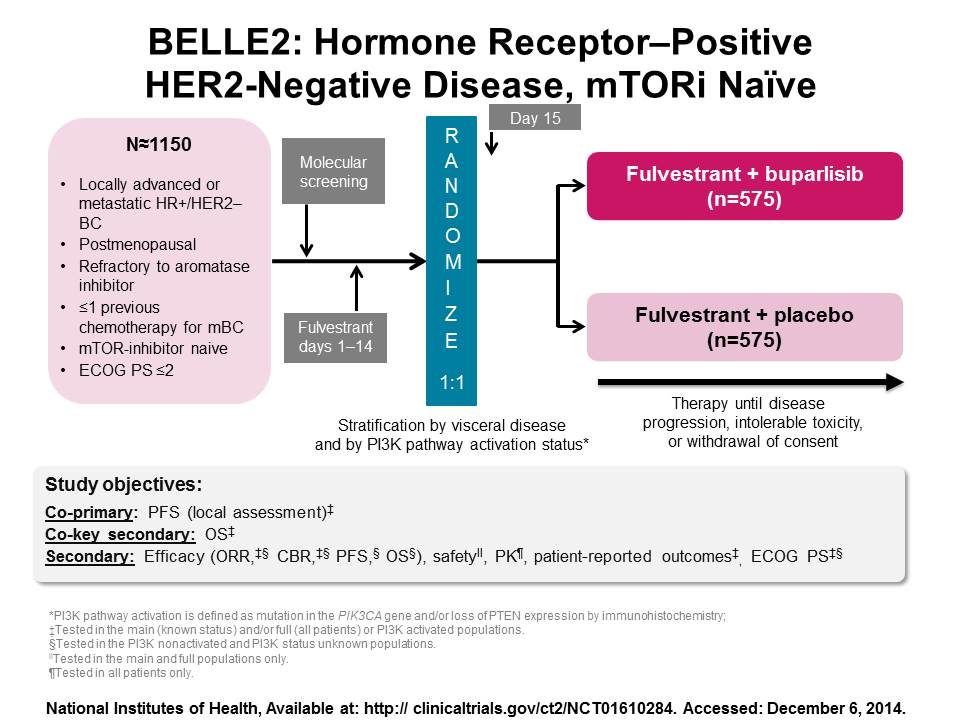 BELLE2: Hormone Receptor–Positive
HER2-Negative Disease, mTORi Naïve
N≈1150
• Locally advanced or
metastatic HR+/HER2–
BC
• Postmenopausal
• Refractory to aromatase
inhibitor
• ≤1 previous
chemotherapy for mBC
• mTOR-inhibitor naive
• ECOG PS ≤2
Molecular
screening
Fulvestrant
days 1–14
R
A
N
D
O
M
I
Z
E
1:1
Day 15
Fulvestrant + buparlisib
(n=575)
Fulvestrant + placebo
(n=575)
Stratification by visceral disease
and by PI3K pathway activation status*
Therapy until disease
progression, intolerable toxicity,
or withdrawal of consent
Study objectives:
Co-primary: PFS (local assessment)‡
Co-key secondary: OS‡
Secondary: Efficacy (ORR,‡§ CBR,‡§ PFS,§ OS§), safety||, PK¶, patient-reported outcomes‡, ECOG PS‡§
*PI3K pathway activation is defined as mutation in the PIK3CA gene and/or loss of PTEN expression by immunohistochemistry;
‡Tested in the main (known status) and/or full (all patients) or PI3K activated populations.
§Tested in the PI3K nonactivated and PI3K status unknown populations.
||Tested in the main and full populations only.
¶Tested in all patients only.
National Institutes of Health, Available at: http:// clinicaltrials.gov/ct2/NCT01610284. Accessed: December 6, 2014.